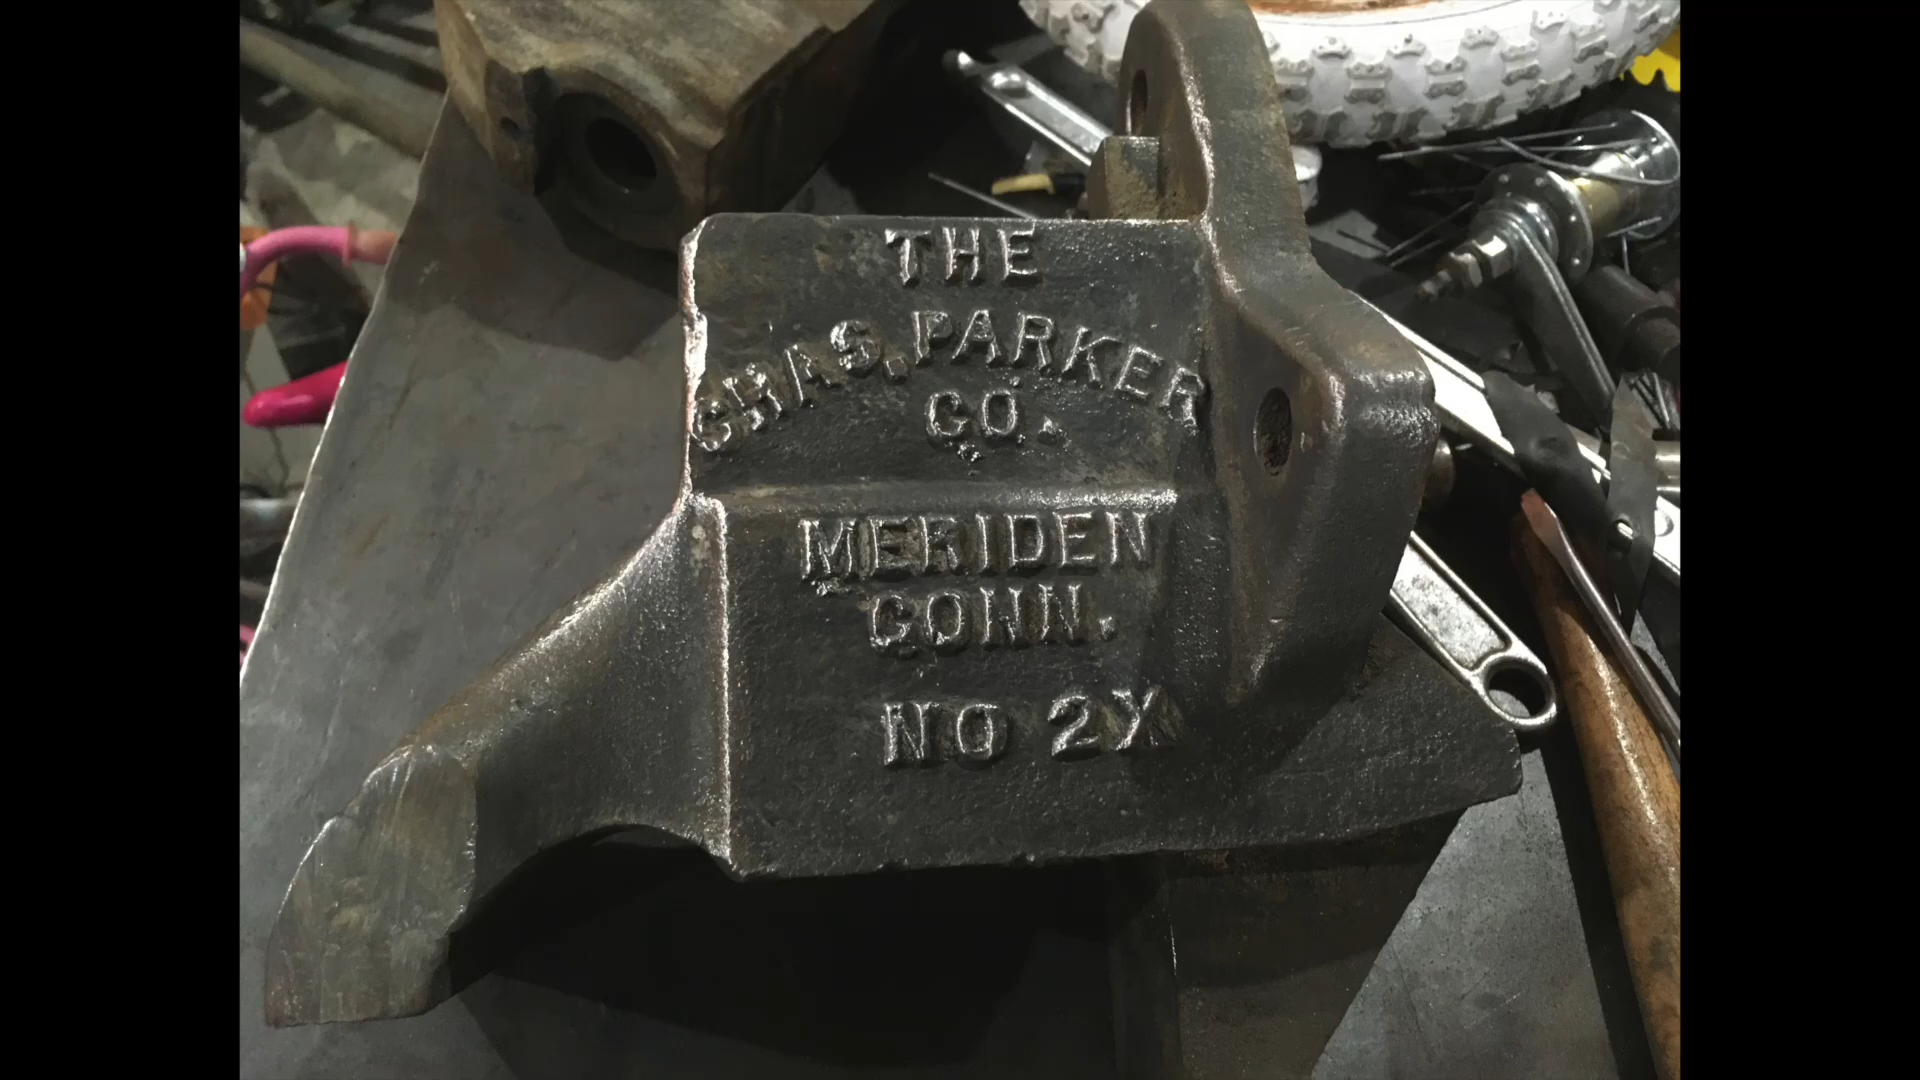 THE
CHAS. PARKER
CO.
MERIDEN
CONN.
NO 2X